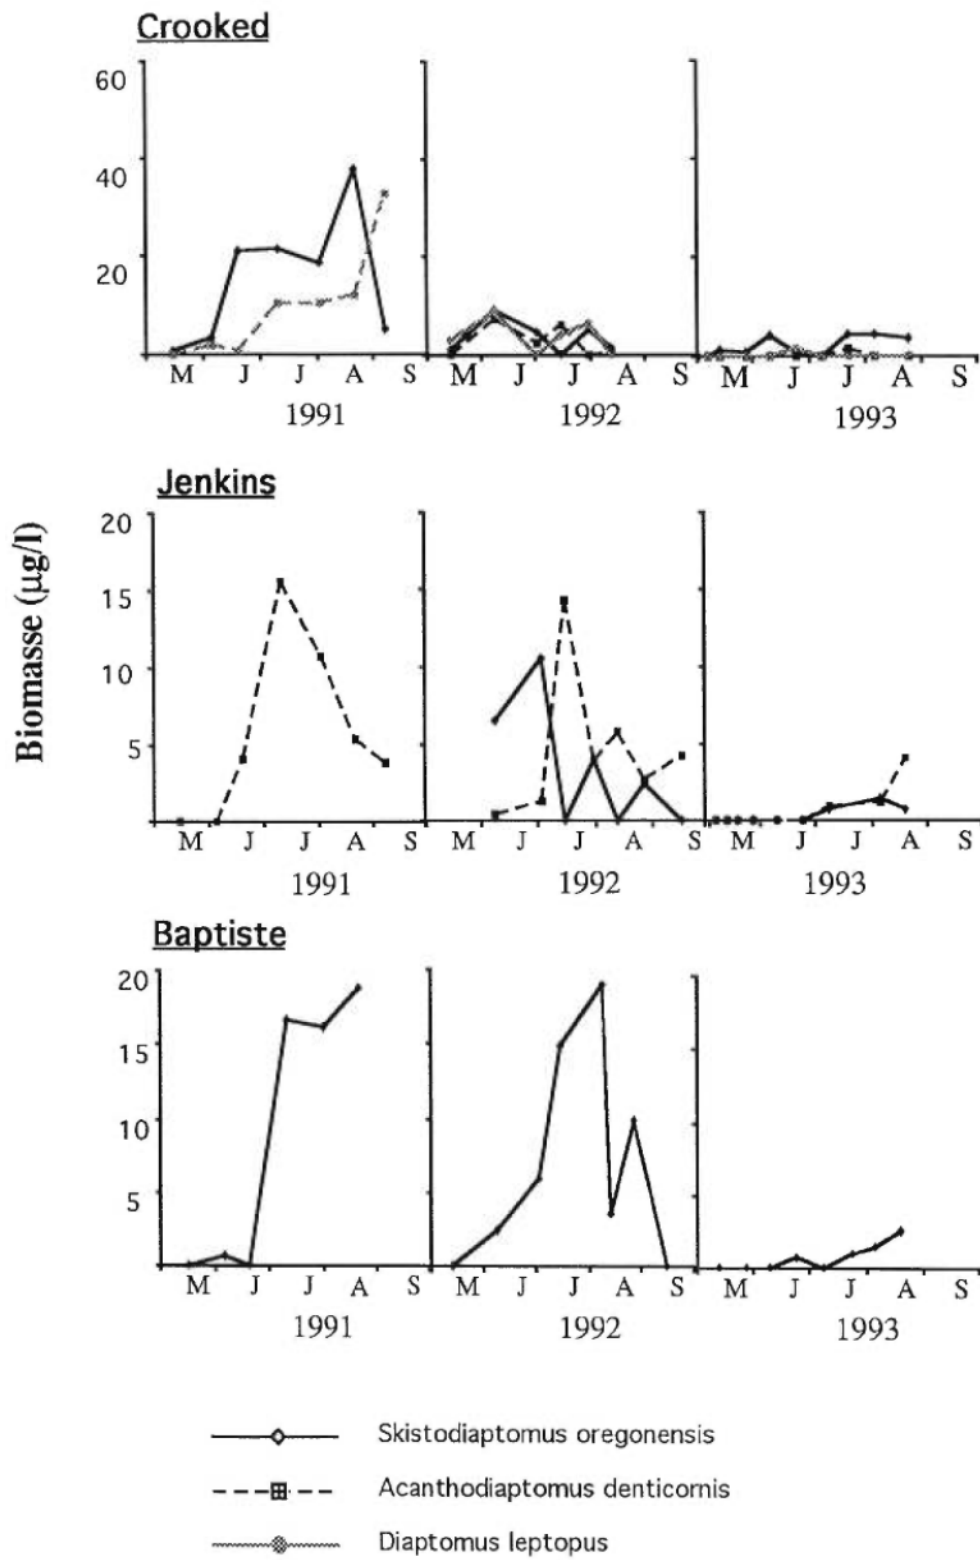 Crooked
60
40
20
M J J A S M J J A S M J J A S
1991 1992 1993
Jenkins
20
15
10
5
M J J A S M J J A S M J J A S
1991 1992 1993
Baptiste
20
15
10
5
M J J A S M J J A S M J J A S
1991 1992 1993
Biomasse (µg/l)
Skistodiaptomus oregonensis
Acanthodiaptomus denticornis
Diaptomus leptopus